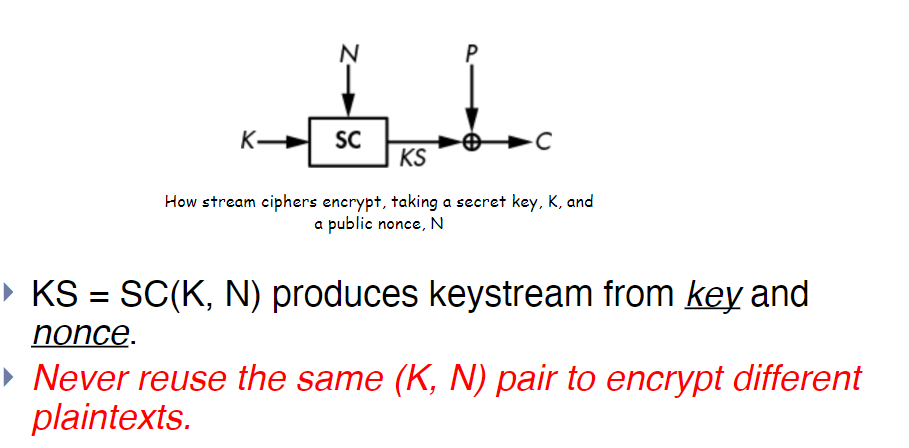 N
P
K
SC
KS
C
How stream ciphers encrypt, taking a secret key, K, and
a public nonce, N
KS = SC(K, N) produces keystream from key and
nonce.
Never reuse the same (K, N) pair to encrypt different
plaintexts.